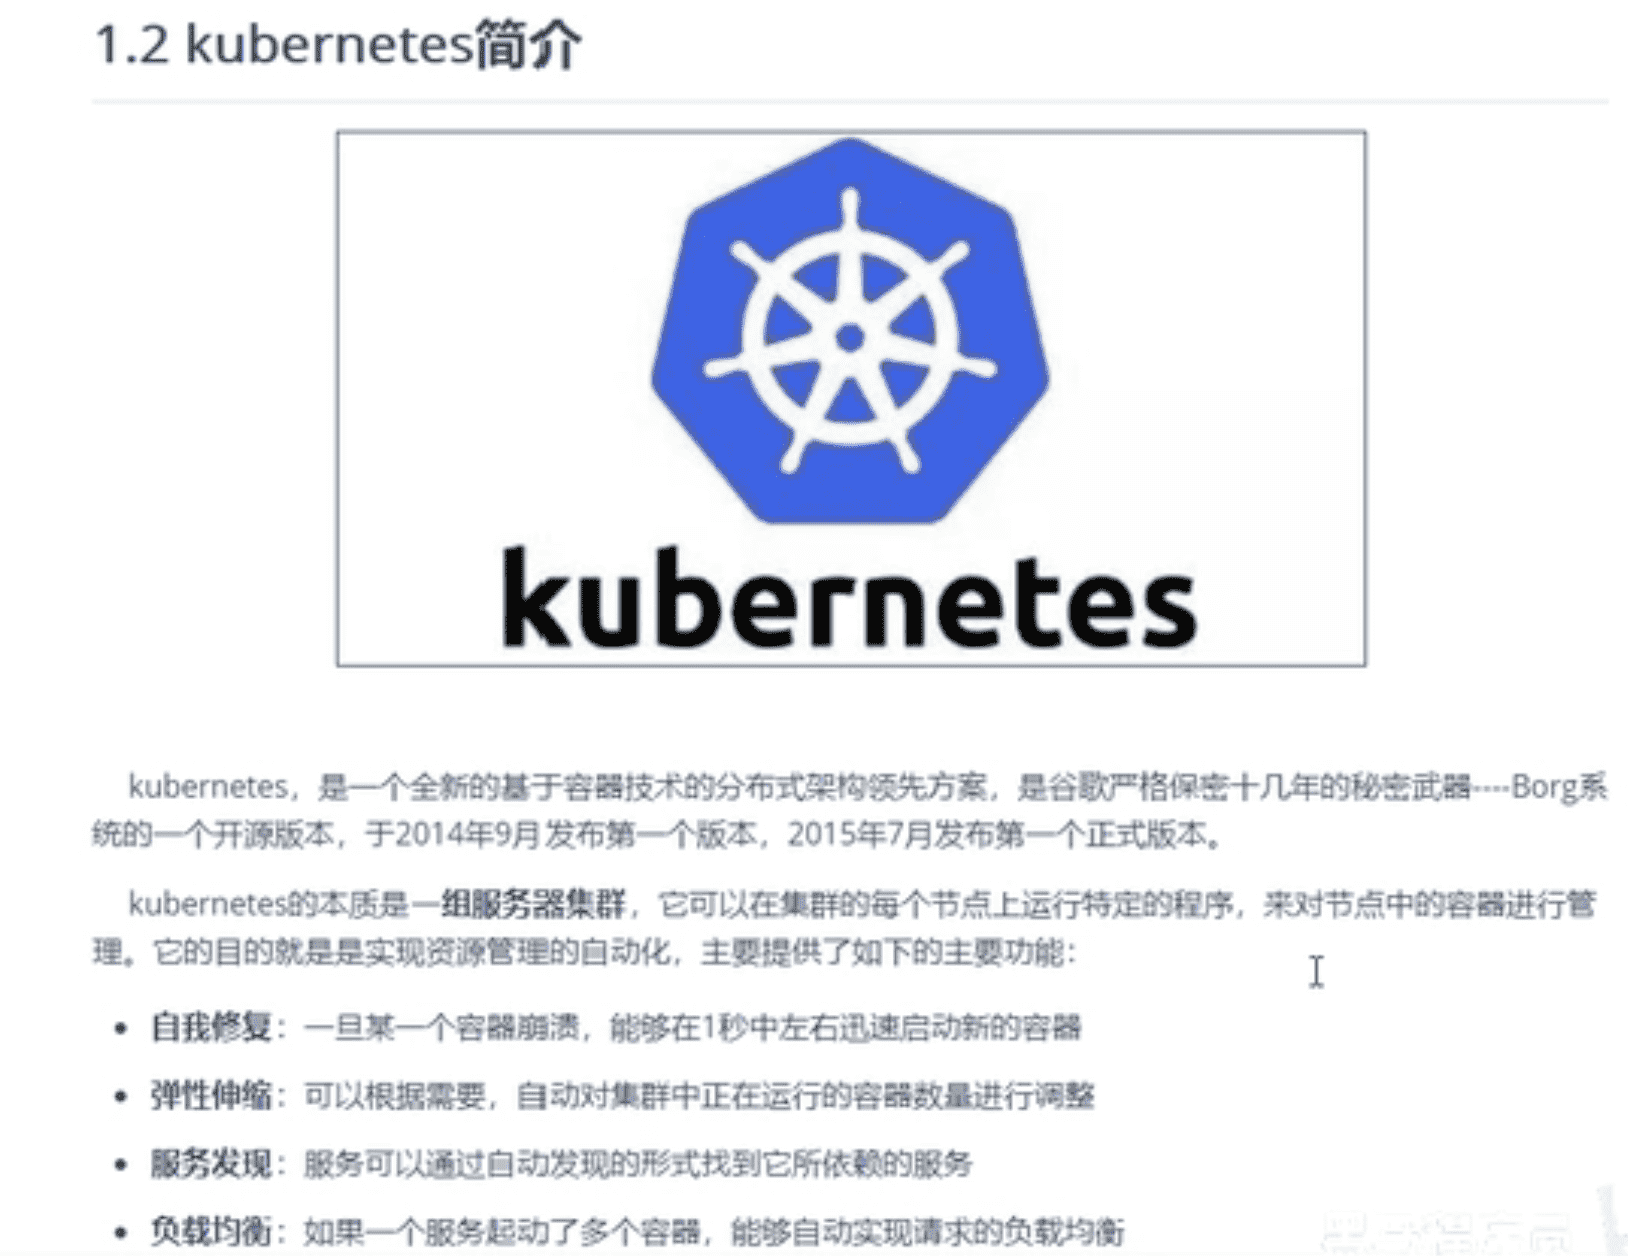 1.2 kubernetes简介
kubernetes
kubernetes，是一个全新的基于容器技术的分布式架构领先方案，是谷歌严格保密十几年的秘密武器----Borg系
统的一个开源版本，于2014年9月发布第一个版本，2015年7月发布第一个正式版本。
kubernetes的本质是一组服务器集群，它可以在集群的每个节点上运行特定的程序，来对节点中的容器进行管
理。它的目的就是是实现资源管理的自动化，主要提供了如下的主要功能：
• 自我修复：一旦某一个容器崩溃，能够在1秒中左右迅速启动新的容器
• 弹性伸缩：可以根据需要，自动对集群中正在运行的容器数量进行调整
• 服务发现：服务可以通过自动发现的形式找到它所依赖的服务
• 负载均衡：如果一个服务起动了多个容器，能够自动实现请求的负载均衡